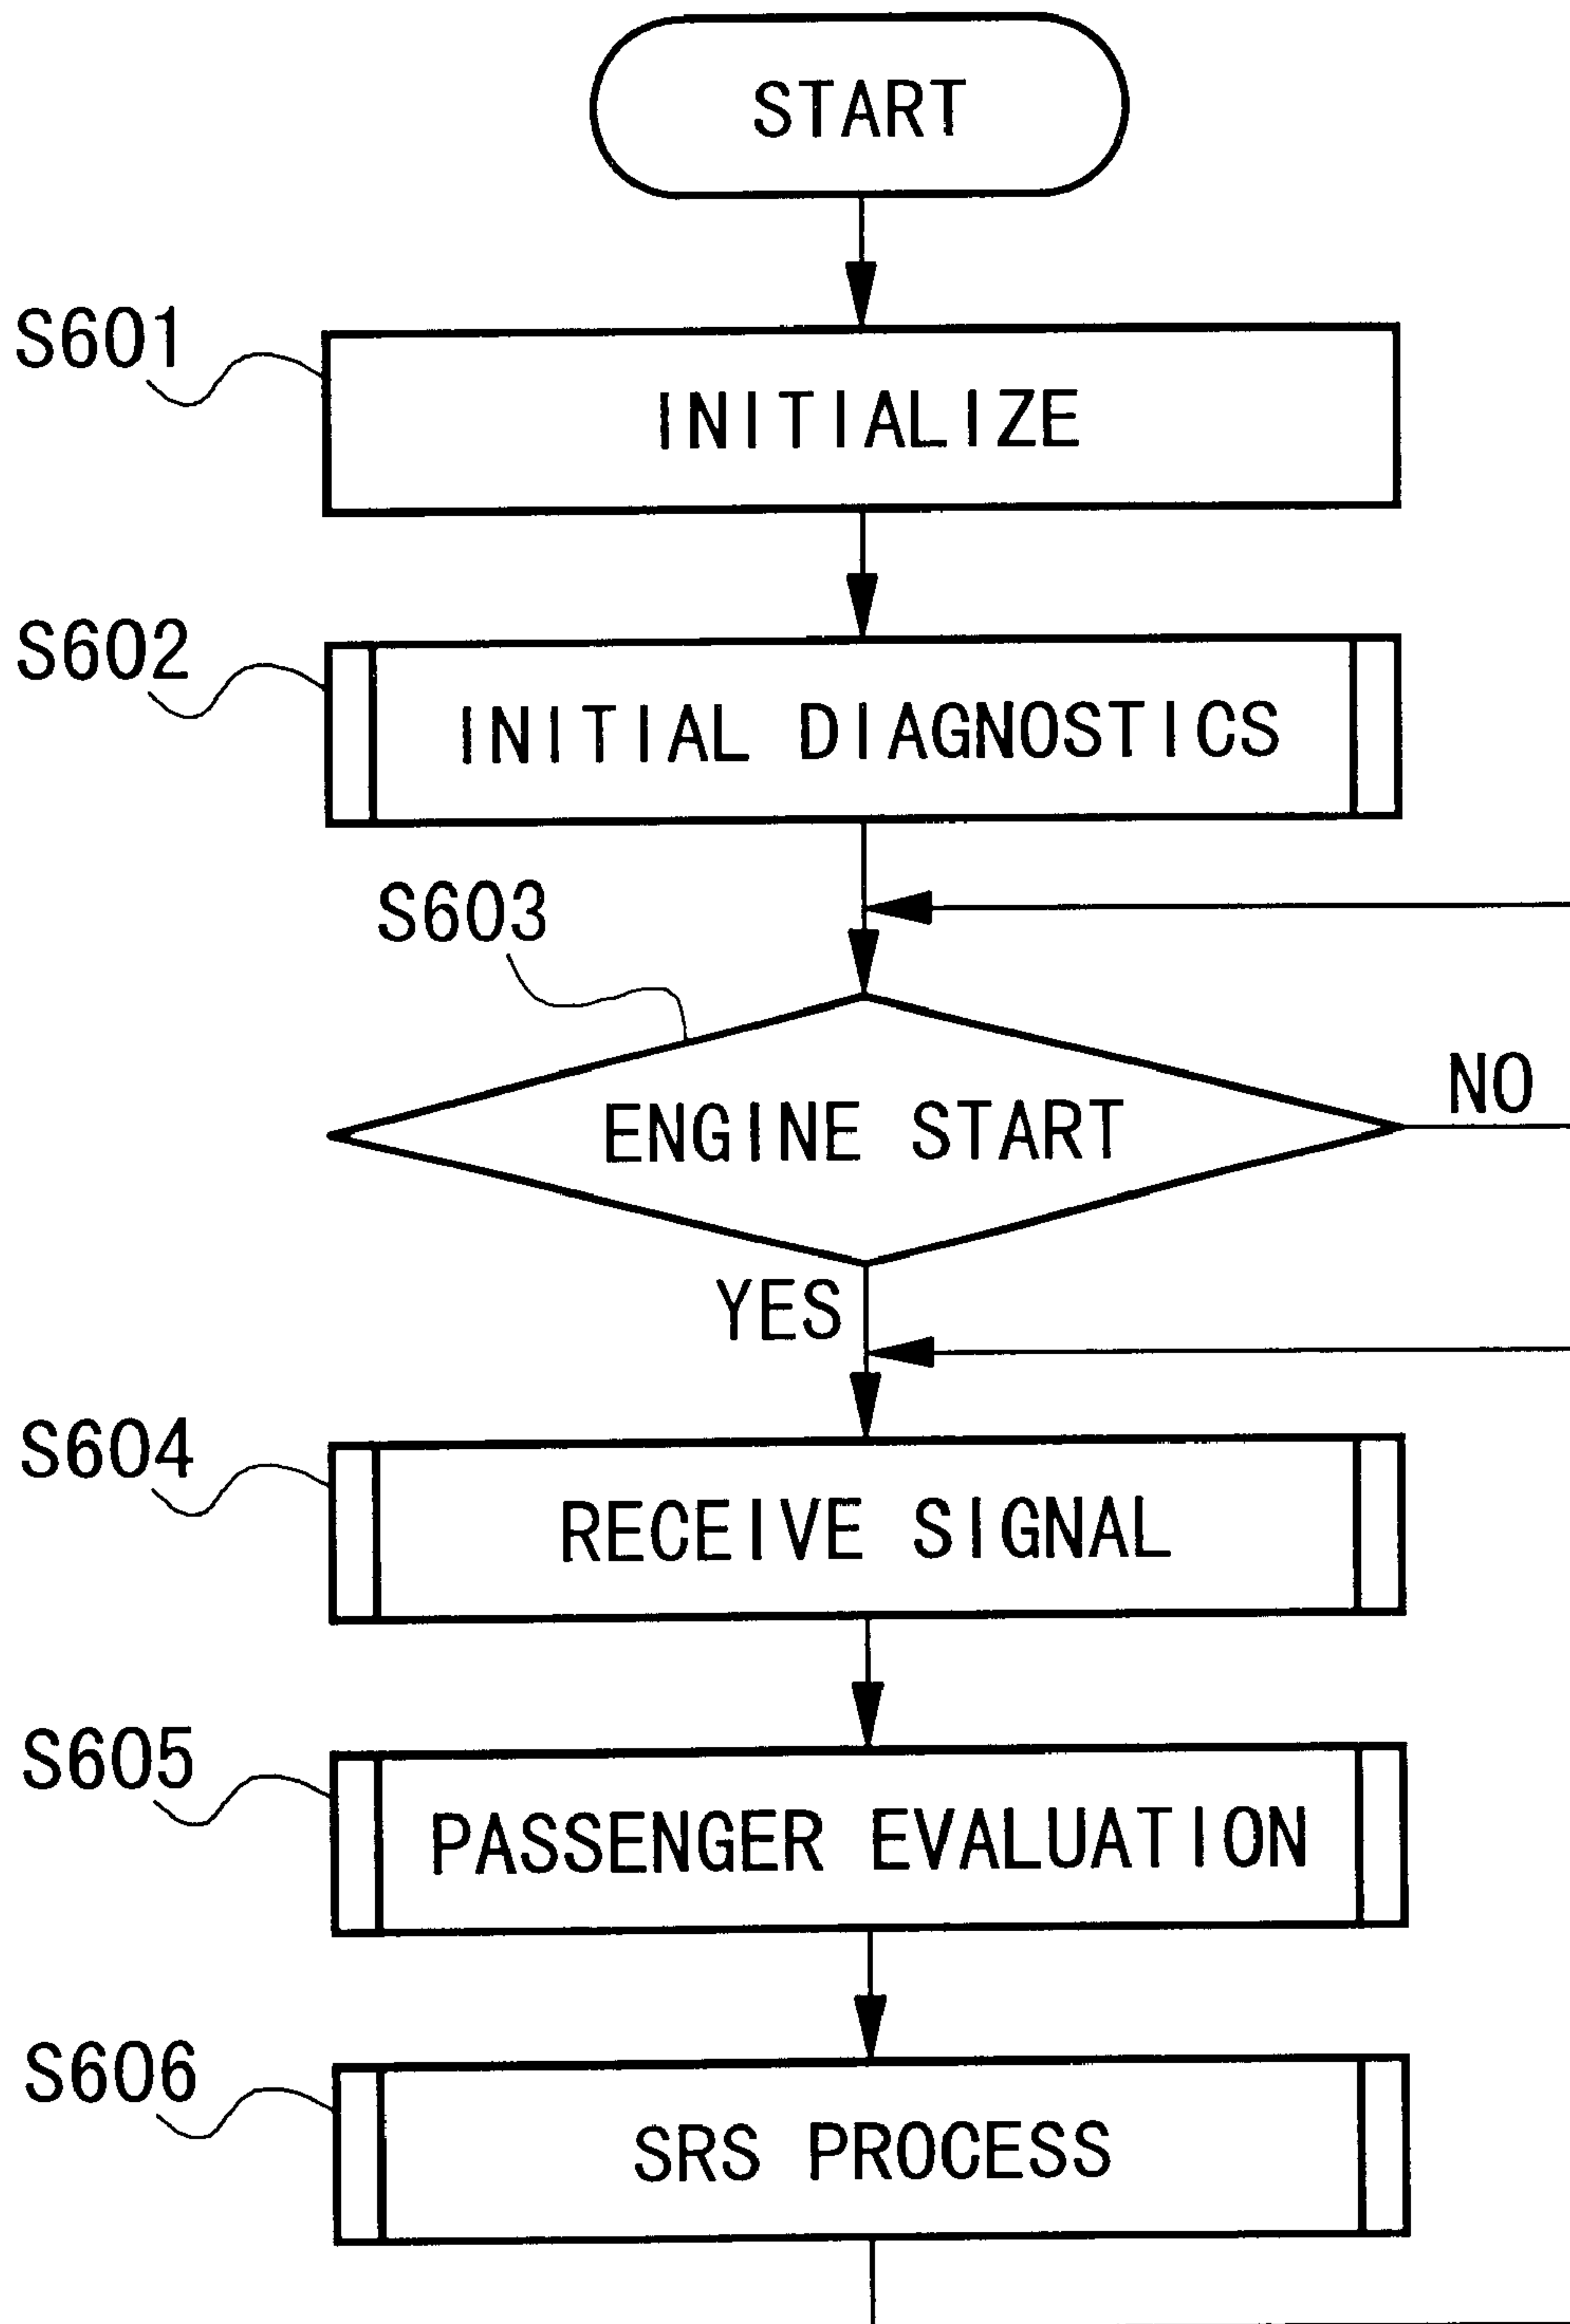 START
S601
INITIALIZE
S602
INITIAL DIAGNOSTICS
S603
ENGINE START
NO
YES
S604
RECEIVE SIGNAL
S605
PASSENGER EVALUATION
S606
SRS PROCESS